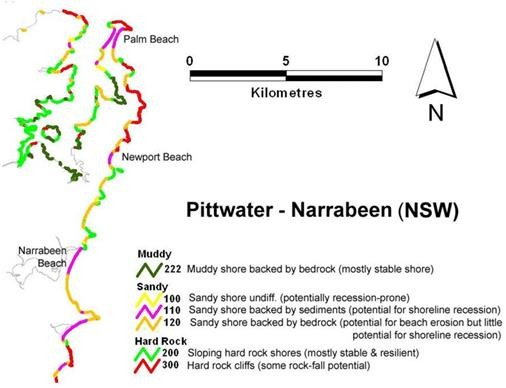 Palm Beach
0 5 10
Kilometres
N
Newport Beach
Pittwater - Narrabeen (NSW)
Narrabeen
Beach
Muddy
222 Muddy shore backed by bedrock (mostly stable shore)
Sandy
100 Sandy shore undiff. (potentially recession-prone)
110 Sandy shore backed by sediments (potential for shoreline recession)
120 Sandy shore backed by bedrock (potential for beach erosion but little
potential for shoreline recession)
Hard Rock
200 Sloping hard rock shores (mostly stable & resilient)
300 Hard rock cliffs (some rock-fall potential)